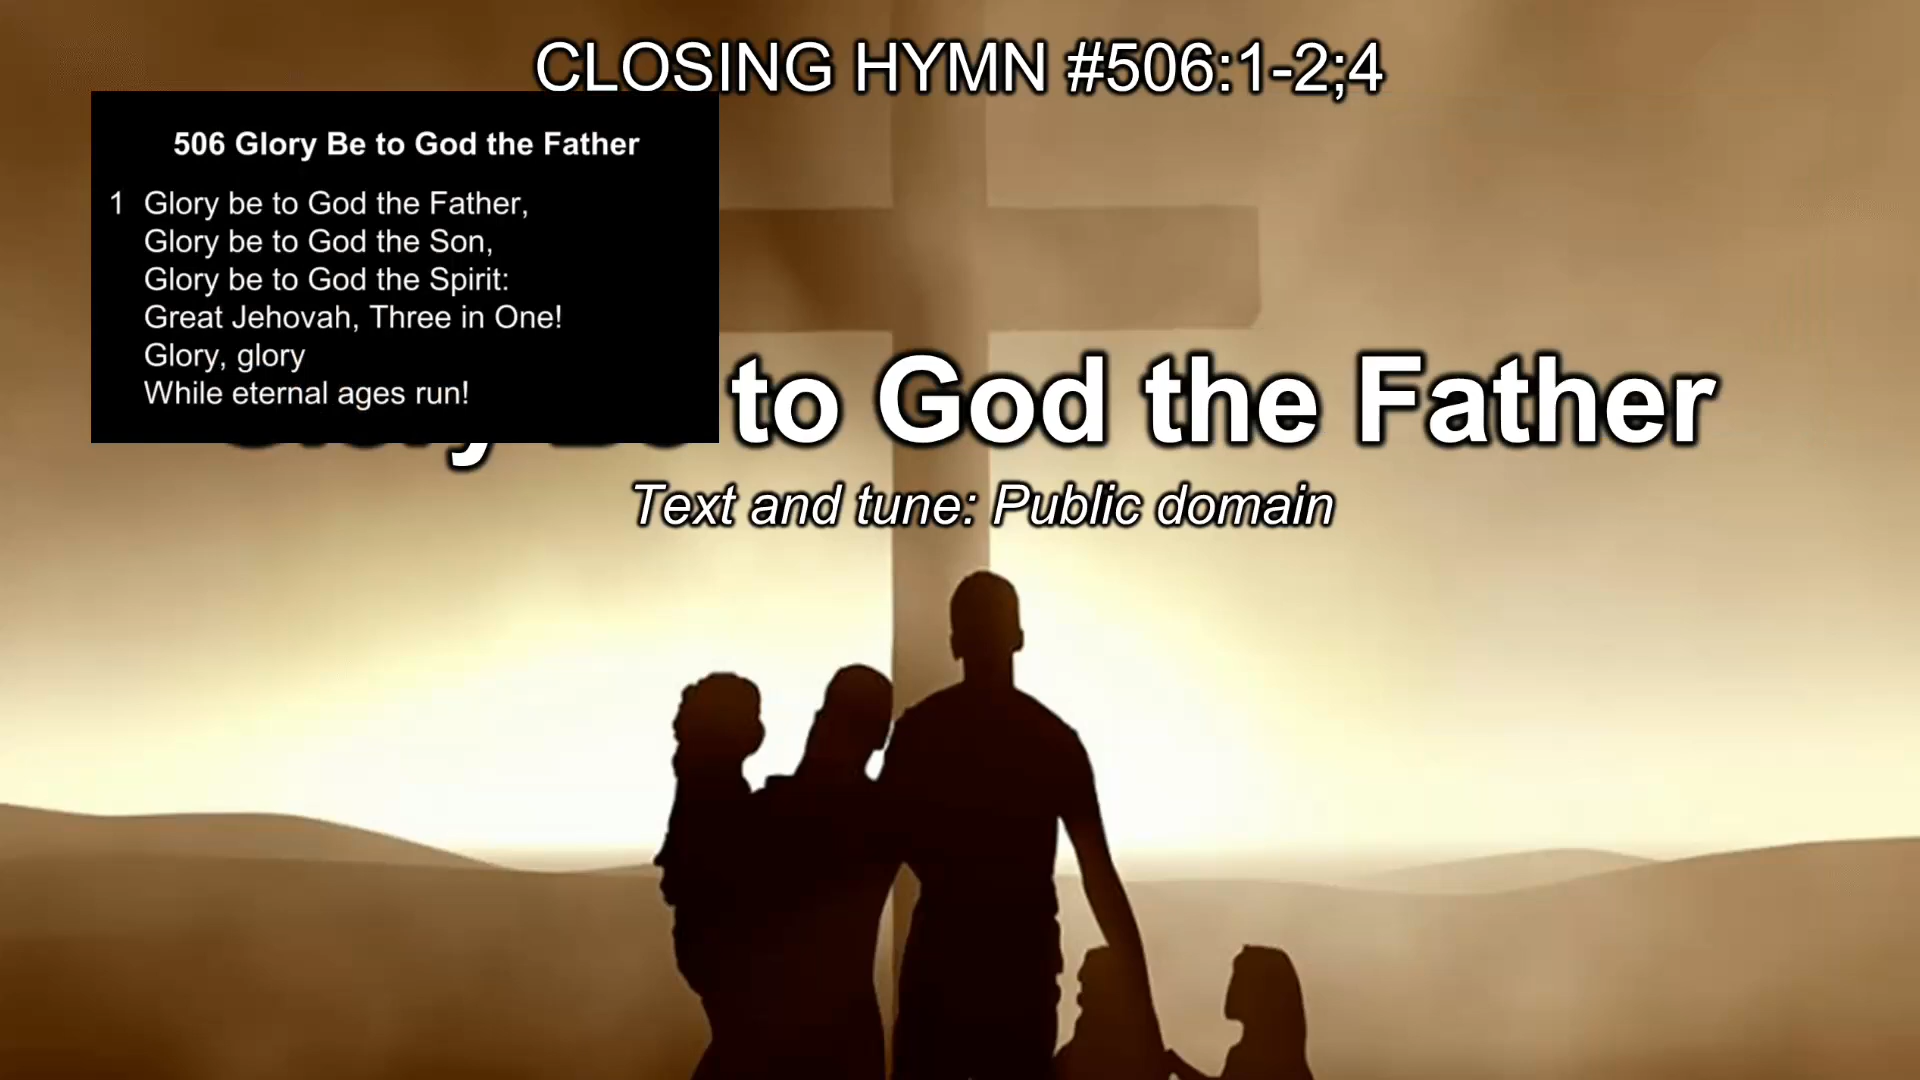 CLOSING HYMN #506:1-2;4
506 Glory Be to God the Father
1 Glory be to God the Father,
Glory be to God the Son,
Glory be to God the Spirit:
Great Jehovah, Three in One!
Glory, glory
While eternal ages run!
to God the Father
Text and tune: Public domain